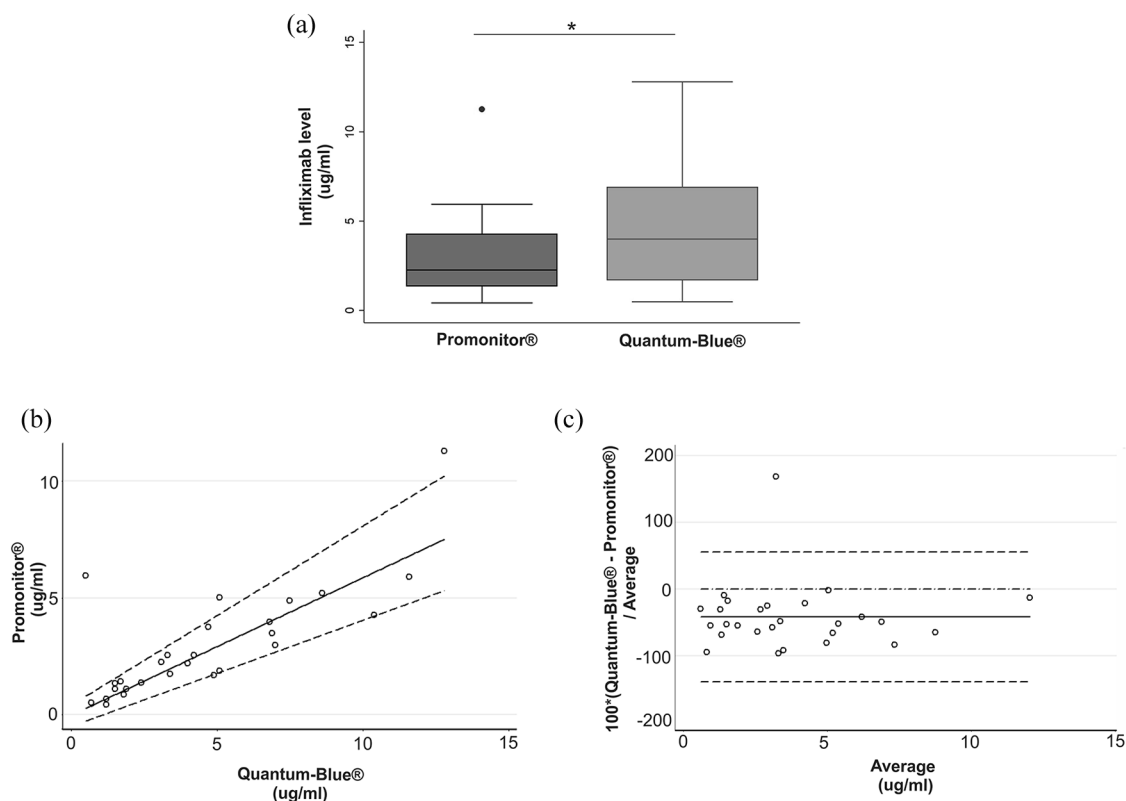 (a)
*
15
10
5
0
Infliximab level
(ug/ml)
Promonitor®
Quantum-Blue®
(b)
10
5
0
Promonitor®
(ug/ml)
0
5
10
15
Quantum-Blue®
(ug/ml)
(c)
200
100
0
-100
-200
100*(Quantum-Blue® - Promonitor®)
/ Average
0
5
10
15
Average
(ug/ml)